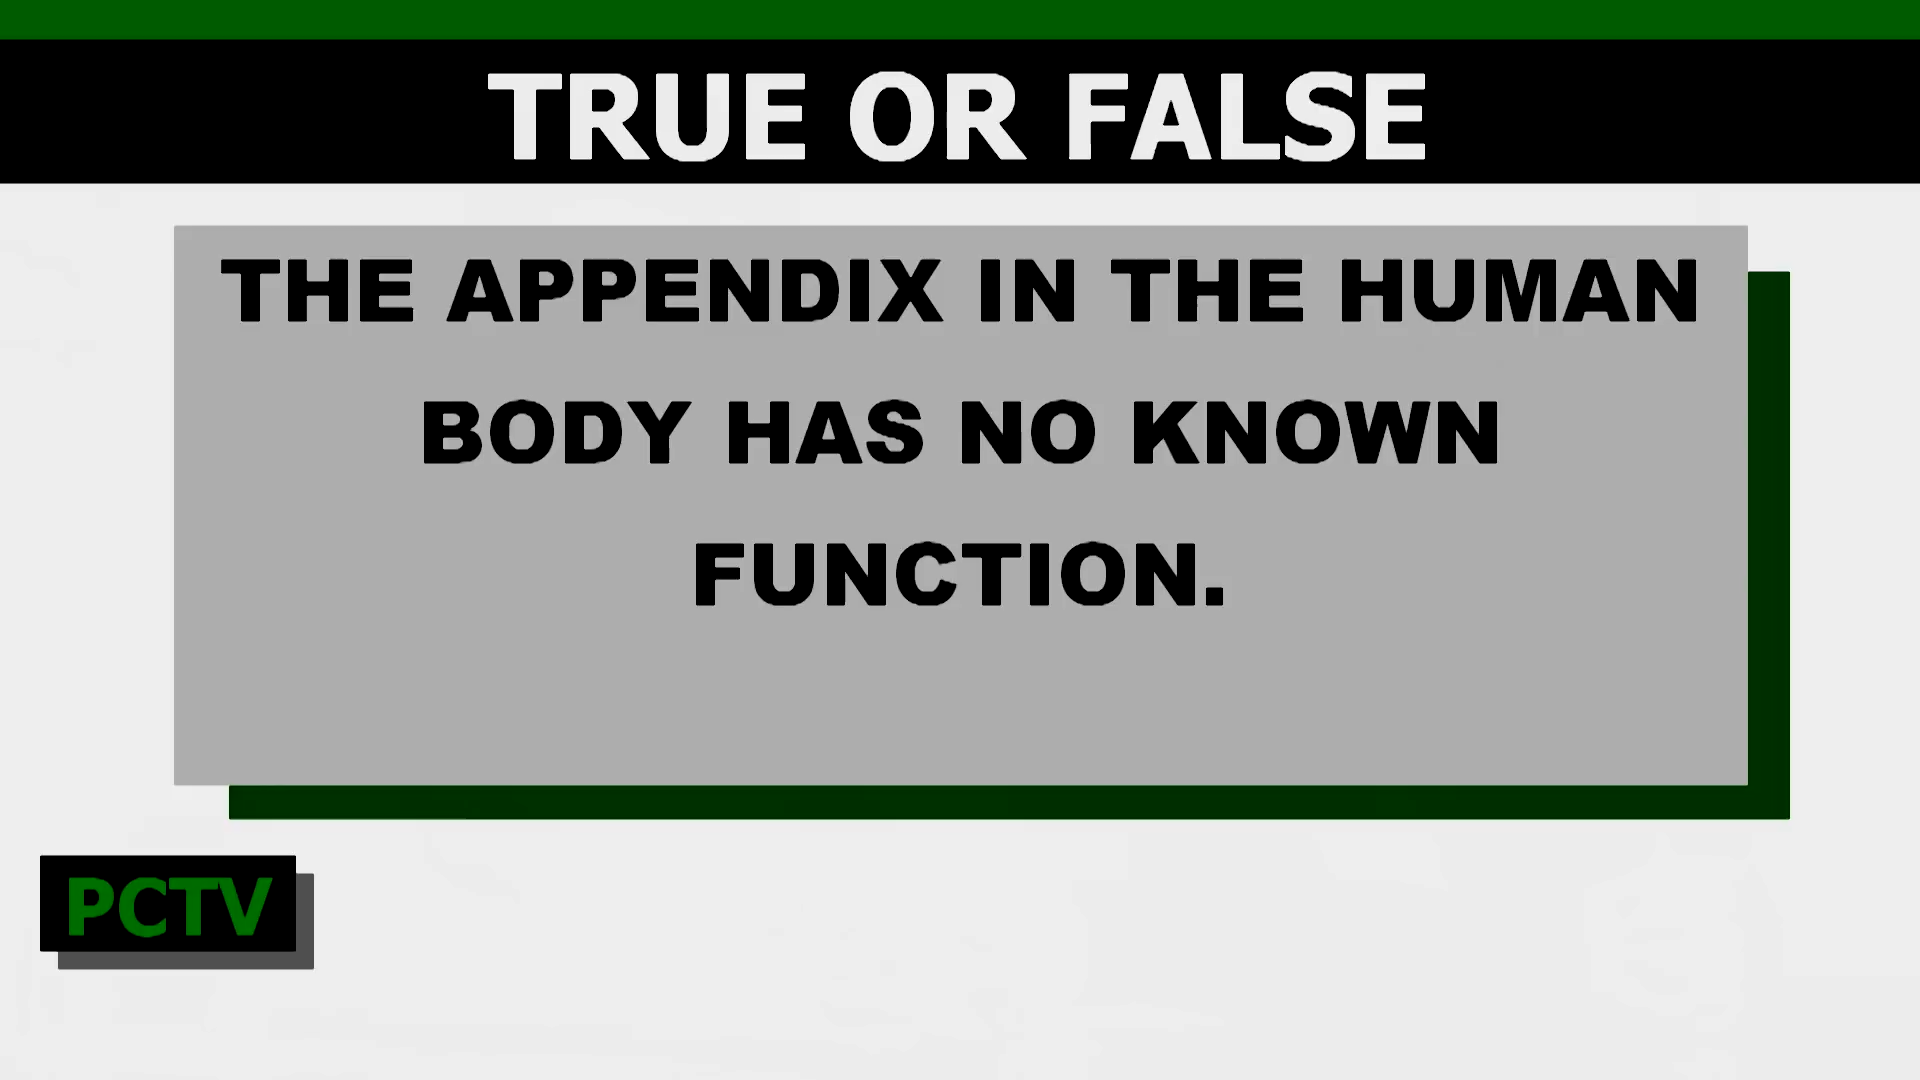 TRUE OR FALSE
THE APPENDIX IN THE HUMAN
BODY HAS NO KNOWN
FUNCTION.
PCTV